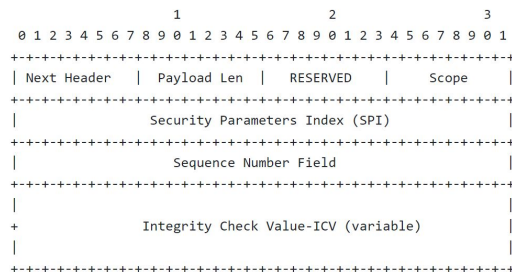 1 2 3
0 1 2 3 4 5 6 7 8 9 0 1 2 3 4 5 6 7 8 9 0 1 2 3 4 5 6 7 8 9 0 1
+-+-+-+-+-+-+-+-+-+-+-+-+-+-+-+-+-+-+-+-+-+-+-+-+-+-+-+-+-+-+-+-+
| Next Header | Payload Len | RESERVED | Scope |
+-+-+-+-+-+-+-+-+-+-+-+-+-+-+-+-+-+-+-+-+-+-+-+-+-+-+-+-+-+-+-+-+
| Security Parameters Index (SPI) |
+-+-+-+-+-+-+-+-+-+-+-+-+-+-+-+-+-+-+-+-+-+-+-+-+-+-+-+-+-+-+-+-+
| Sequence Number Field |
+-+-+-+-+-+-+-+-+-+-+-+-+-+-+-+-+-+-+-+-+-+-+-+-+-+-+-+-+-+-+-+-+
| |
+ Integrity Check Value-ICV (variable) |
| |
+-+-+-+-+-+-+-+-+-+-+-+-+-+-+-+-+-+-+-+-+-+-+-+-+-+-+-+-+-+-+-+-+